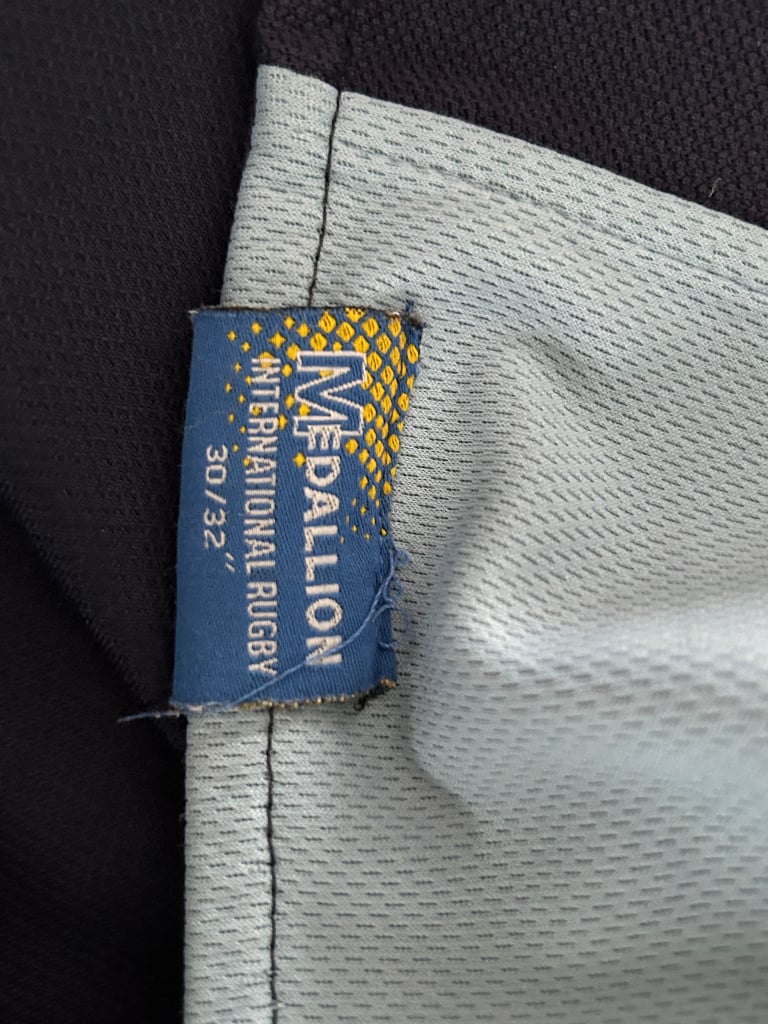 MEDALLION
INTERNATIONAL RUGBY
30/32"